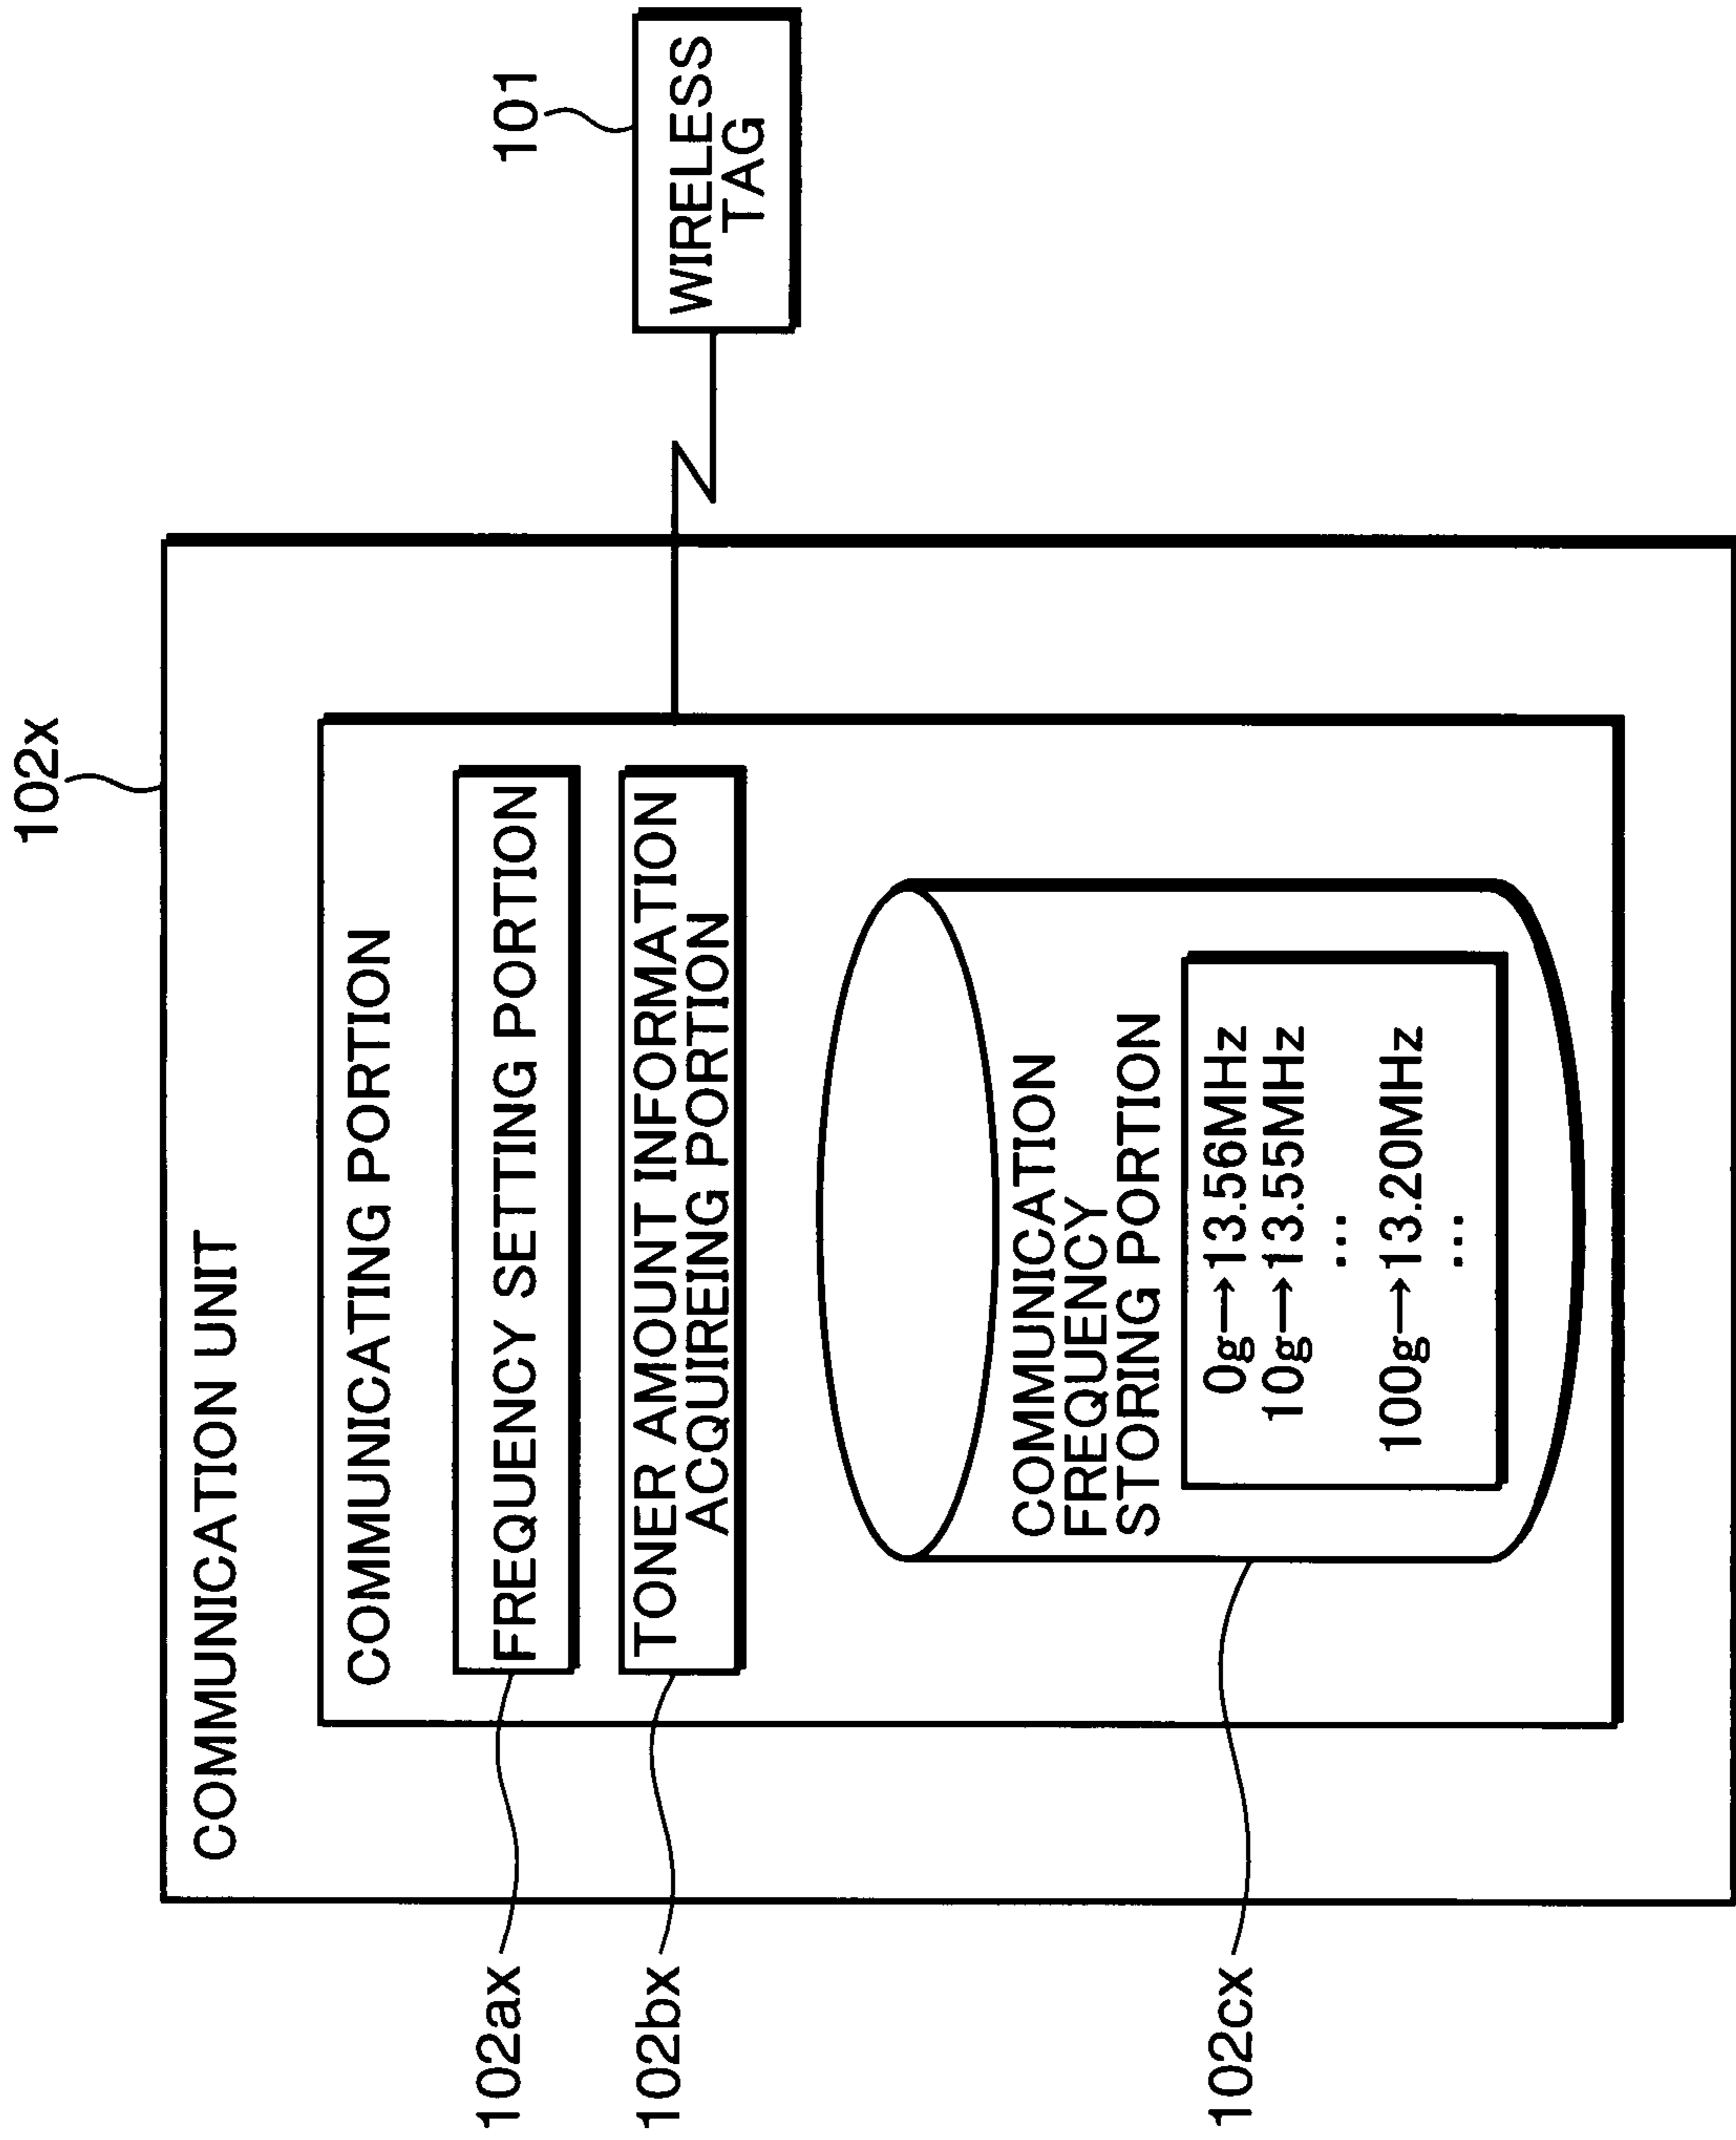 102x
COMMUNICATION UNIT
COMMUNICATING PORTION
102ax
FREQUENCY SETTING PORTION
101
WIRELESS
TAG
102bx
TONER AMOUNT INFORMATION
ACQUIREING PORTION
102cx
COMMUNICATION
FREQUENCY
STORING PORTION
0g→13.56MHz
10g→13.55MHz
...
100g→13.20MHz
...